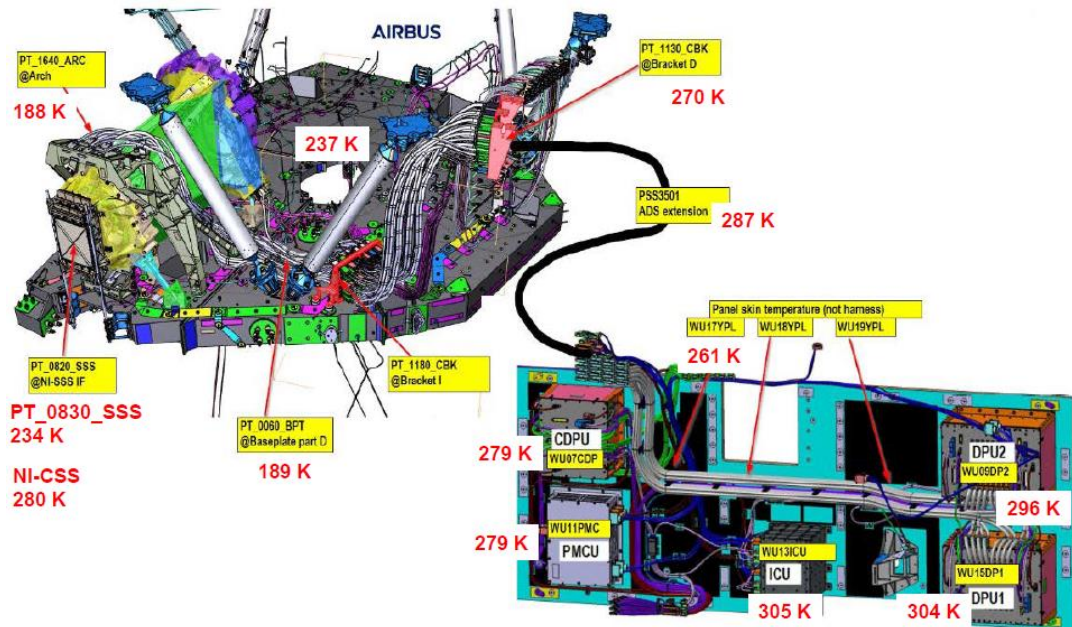 AIRBUS
PT_1640_ARC
@Arch
188 K
PT_1130_CBK
@Bracket D
270 K
237 K
PSS3501
ADS extension
287 K
PT_0820_SSS
@NI-SSS IF
PT_0830_SSS
234 K
NI-CSS
280 K
PT_0060_BPT
@Baseplate part D
189 K
PT_1180_CBK
@Bracket I
Panel skin temperature (not harness)
WU17YPL
WU18YPL
WU19YPL
261 K
CDPU
WU07CDP
279 K
DPU2
WU09DP2
296 K
WU11PMC
PMCU
279 K
WU13ICU
ICU
305 K
WU15DP1
DPU1
304 K